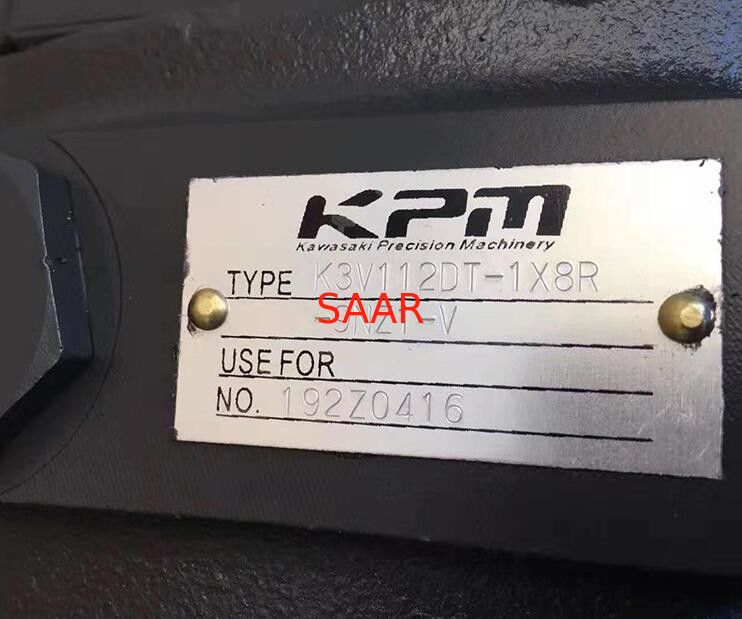 KPM
Kawasaki Precision Machinery
TYPE K3V112DT-1X8R
SAAR
USE FOR
NO. 192Z0416